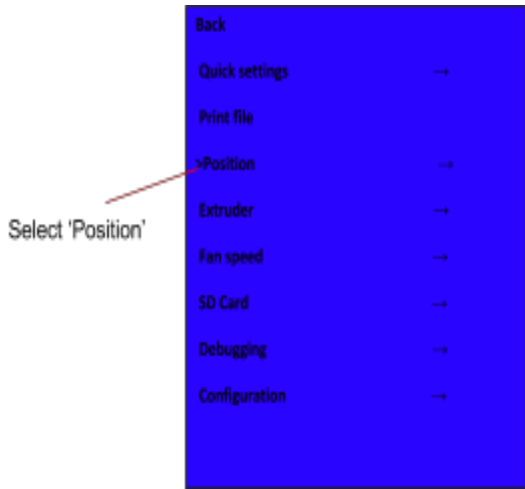 Back
Quick settings →
Print file
>Position →
Select 'Position'
Extruder →
Fan speed →
SD Card →
Debugging →
Configuration →